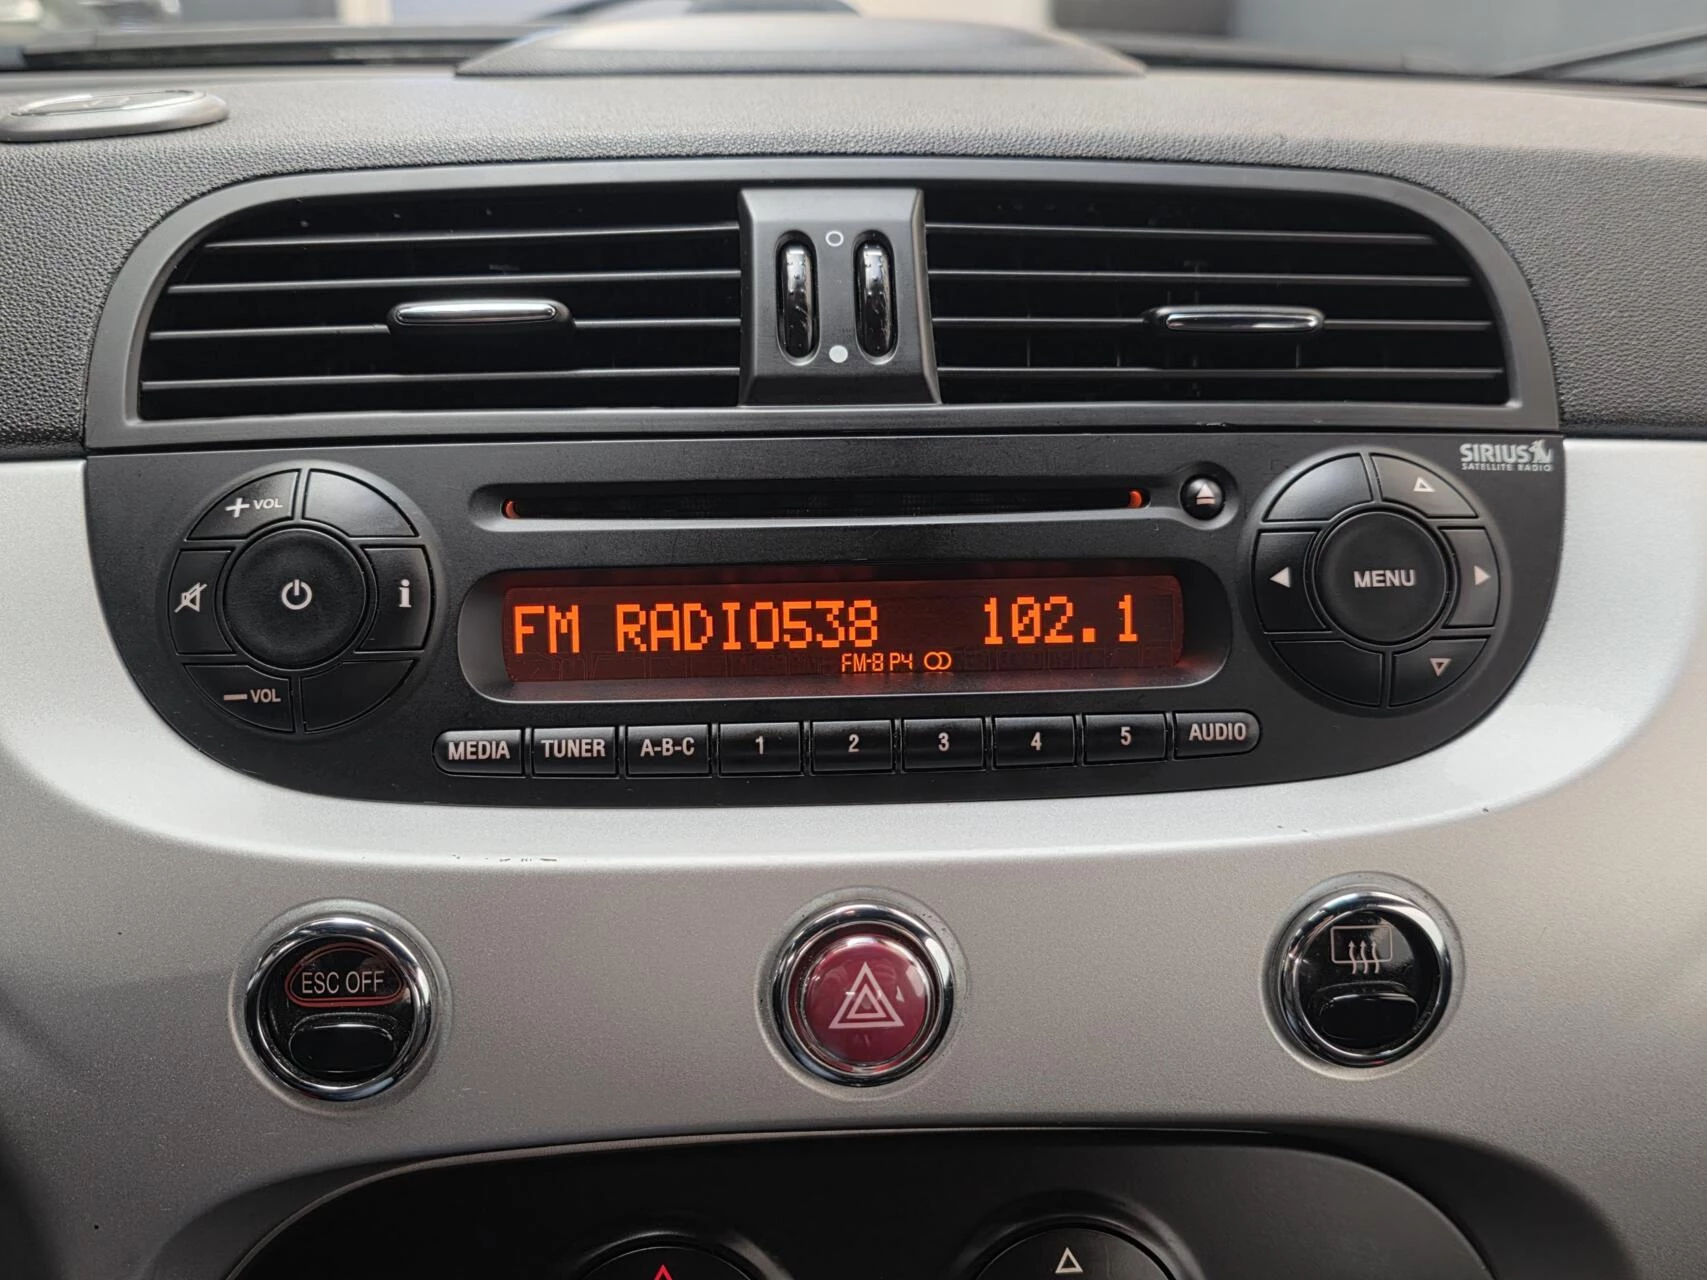 SIRIUS
SATELLITE RADIO
+ VOL
i
MENU
FM RADIO538 102.1
FM-B P4
— VOL
MEDIA TUNER A-B-C 1 2 3 4 5 AUDIO
ESC OFF